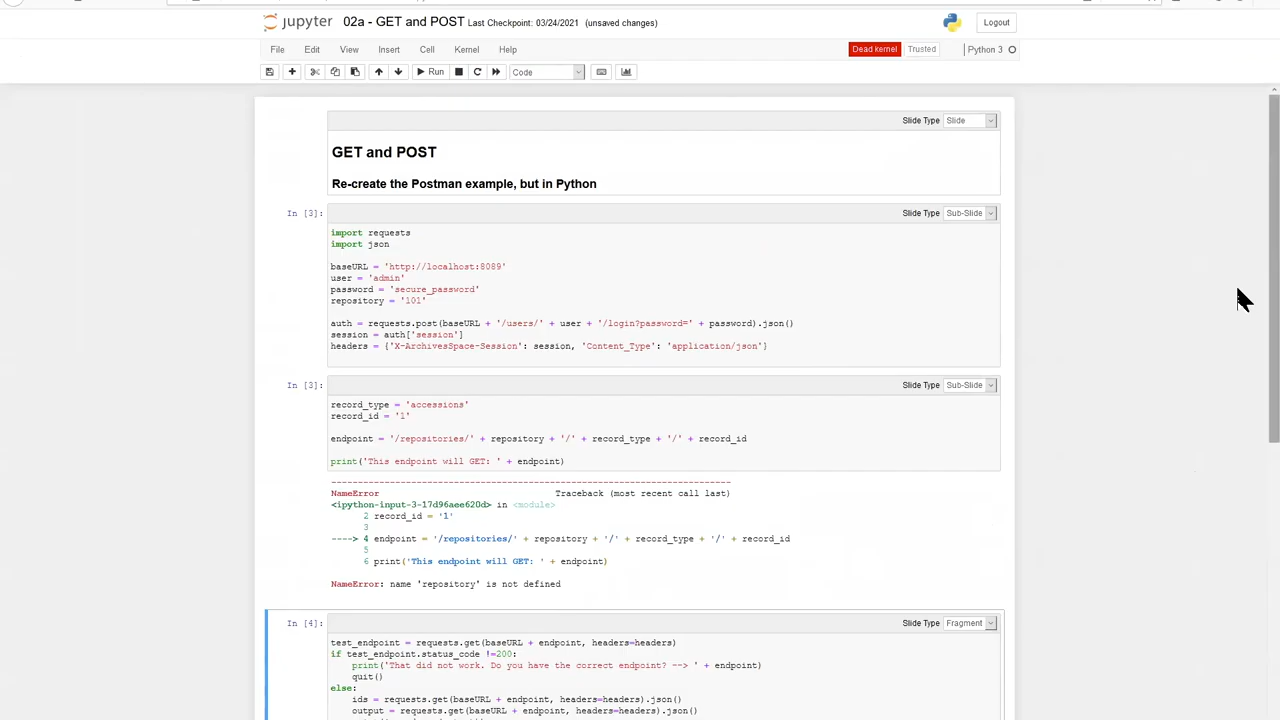 jupyter 02a - GET and POST Last Checkpoint: 03/24/2021 (unsaved changes) Logout
File Edit View Insert Cell Kernel Help Dead kernel Trusted Python 3
Run Code
Slide Type Slide
GET and POST
Re-create the Postman example, but in Python
In [3]: Slide Type Sub-Slide
import requests
import json
baseURL = 'http://localhost:8089'
user = 'admin'
password = 'secure_password'
repository = '101'
auth = requests.post(baseURL + '/users/' + user + '/login?password=' + password).json()
session = auth['session']
headers = {'X-ArchivesSpace-Session': session, 'Content_Type': 'application/json'}
In [3]: Slide Type Sub-Slide
record_type = 'accessions'
record_id = '1'
endpoint = '/repositories/' + repository + '/' + record_type + '/' + record_id
print('This endpoint will GET: ' + endpoint)
---------------------------------------------------------------------------
NameError Traceback (most recent call last)
<ipython-input-3-17d96aee620d> in <module>
2 record_id = '1'
3
----> 4 endpoint = '/repositories/' + repository + '/' + record_type + '/' + record_id
5
6 print('This endpoint will GET: ' + endpoint)
NameError: name 'repository' is not defined
In [4]: Slide Type Fragment
test_endpoint = requests.get(baseURL + endpoint, headers=headers)
if test_endpoint.status_code !=200:
print('That did not work. Do you have the correct endpoint? --> ' + endpoint)
quit()
else:
ids = requests.get(baseURL + endpoint, headers=headers).json()
output = requests.get(baseURL + endpoint, headers=headers).json()